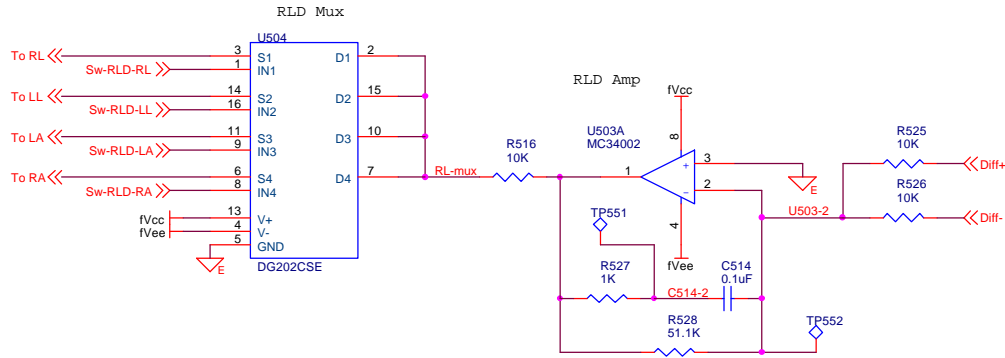 RLD Mux
U504
To RL
3
S1
D1
2
Sw-RLD-RL
1
IN1
To LL
14
S2
D2
15
Sw-RLD-LL
16
IN2
To LA
11
S3
D3
10
Sw-RLD-LA
9
IN3
To RA
6
S4
D4
7
Sw-RLD-RA
8
IN4
fVcc
13
V+
fVee
4
V-
5
GND
E
DG202CSE
RL-mux
R516
10K
RLD Amp
fVcc
U503A
MC34002
8
1
+
3
-
2
4
fVee
E
R525
10K
Diff+
R526
10K
Diff-
U503-2
TP551
R527
1K
C514-2
C514
0.1uF
R528
51.1K
TP552